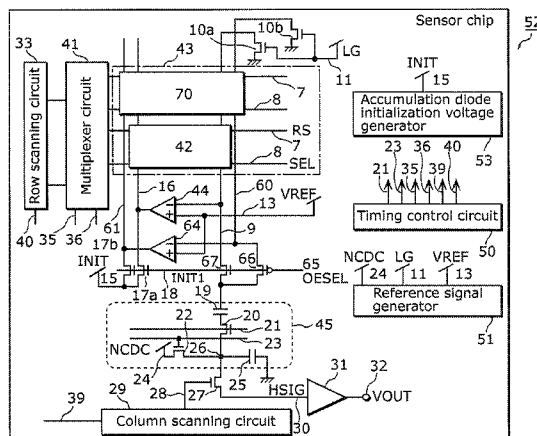 Sensor chip
52
33
41
43
10a
10b
LG
11
Row scanning circuit
Multiplexer circuit
70
7
8
42
RS
7
8
SEL
40
35
36
61
16
44
60
13
VREF
64
9
17b
INIT
15
17a
18
INIT1
67
66
65
OESEL
19
20
21
45
22
23
NCDC
24
26
25
29
28
27
39
Column scanning circuit
HSIG
30
31
32
VOUT
INIT
15
Accumulation diode
initialization voltage
generator
53
21
23
35
36
39
40
Timing control circuit
50
NCDC
24
LG
11
VREF
13
Reference signal
generator
51